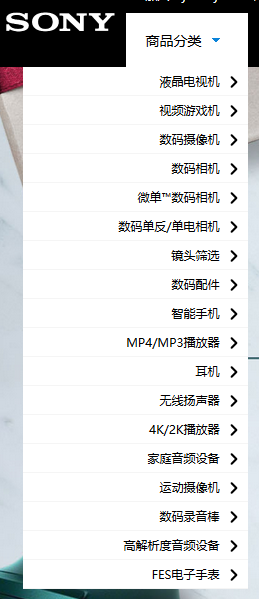 SONY
商品分类
液晶电视机
视频游戏机
数码摄像机
数码相机
微单™数码相机
数码单反/单电相机
镜头筛选
数码配件
智能手机
MP4/MP3播放器
耳机
无线扬声器
4K/2K播放器
家庭音频设备
运动摄像机
数码录音棒
高解析度音频设备
FES电子手表